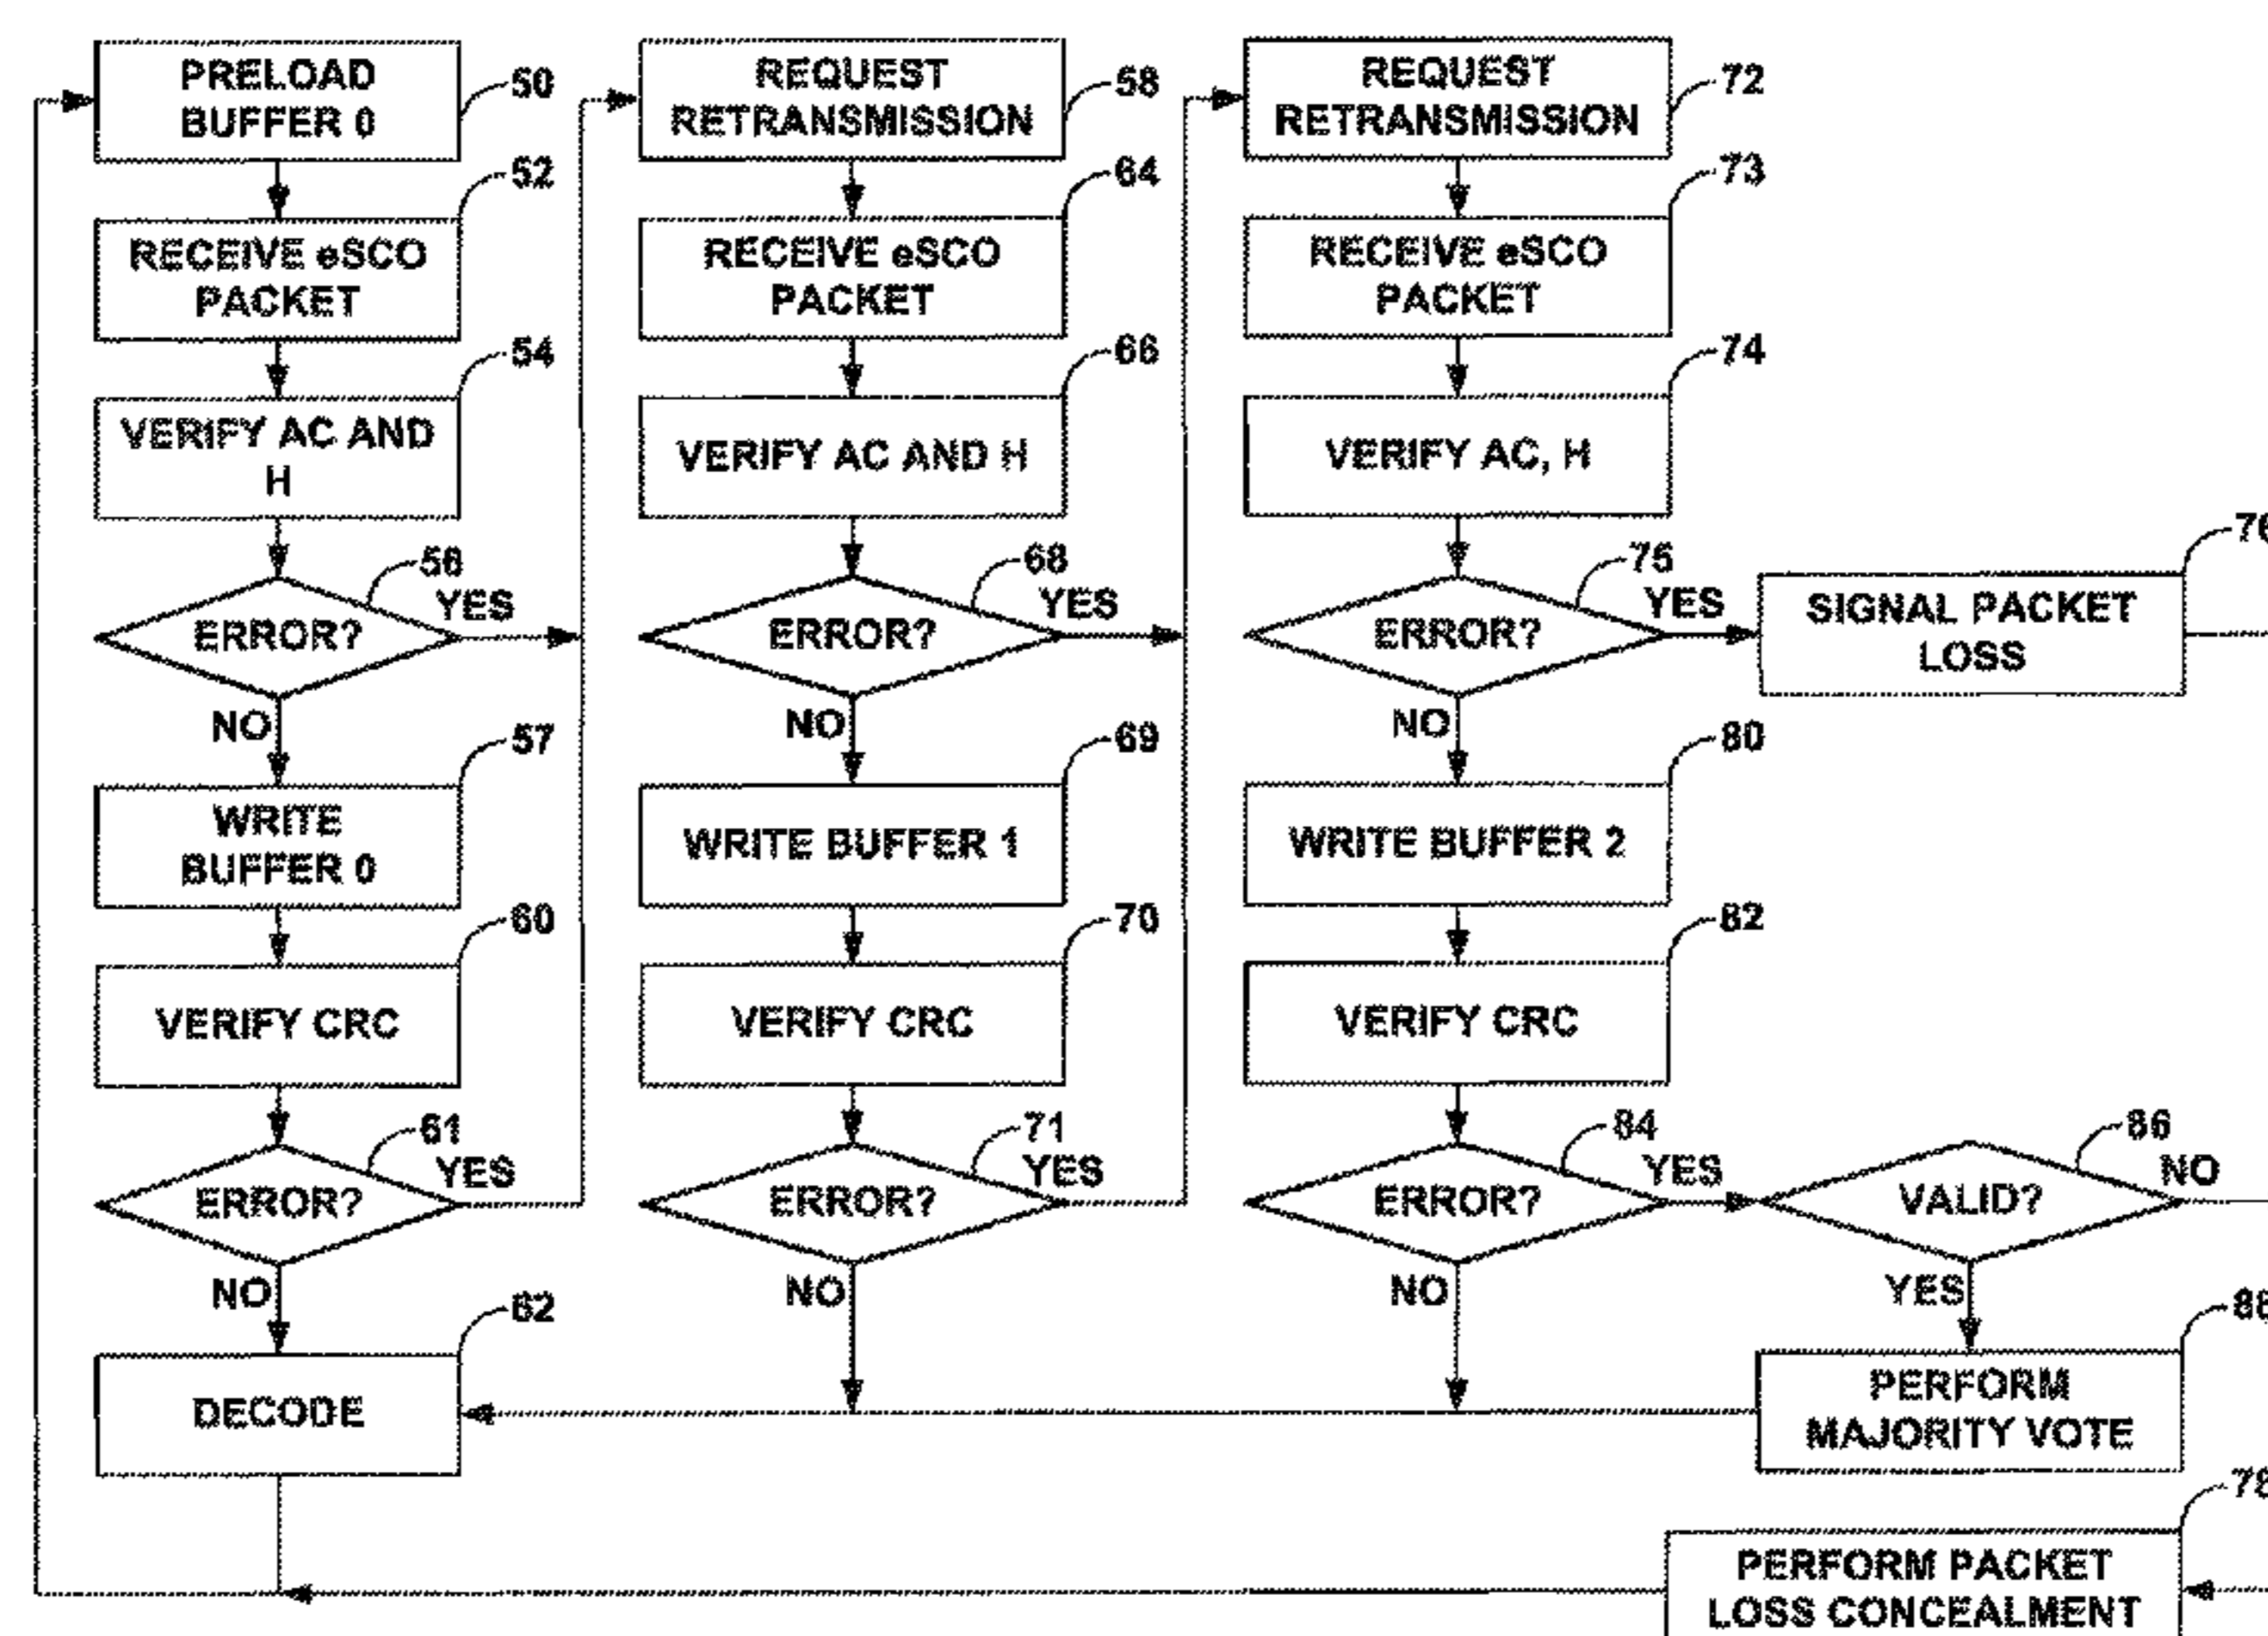 PRELOAD
BUFFER 0
50
RECEIVE eSCO
PACKET
52
VERIFY AC AND
H
54
ERROR?
56
YES
NO
WRITE
BUFFER 0
57
VERIFY CRC
60
ERROR?
61
YES
NO
DECODE
62
REQUEST
RETRANSMISSION
58
RECEIVE eSCO
PACKET
64
VERIFY AC AND H
66
ERROR?
68
YES
NO
WRITE BUFFER 1
69
VERIFY CRC
70
ERROR?
71
YES
NO
REQUEST
RETRANSMISSION
72
RECEIVE eSCO
PACKET
73
VERIFY AC, H
74
ERROR?
75
YES
NO
WRITE BUFFER 2
80
VERIFY CRC
82
ERROR?
84
YES
NO
SIGNAL PACKET
LOSS
76
VALID?
86
NO
YES
PERFORM
MAJORITY VOTE
88
PERFORM PACKET
LOSS CONCEALMENT
78